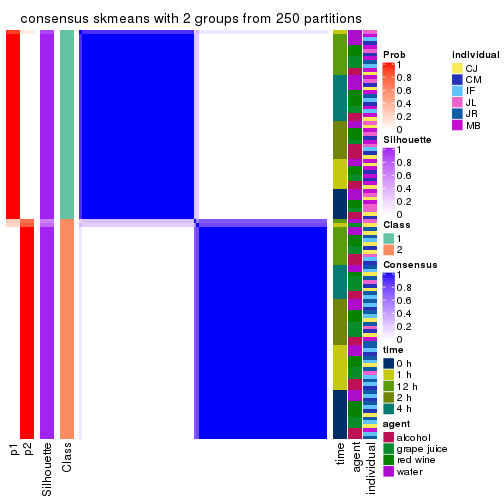 consensus skmeans with 2 groups from 250 partitions
Prob
1
0.8
0.6
0.4
0.2
0
Silhouette
1
0.8
0.6
0.4
0.2
0
Class
1
2
Consensus
1
0.8
0.6
0.4
0.2
0
time
0 h
1 h
12 h
2 h
4 h
agent
alcohol
grape juice
red wine
water
individual
CJ
CM
IF
JL
JR
MB
p1
p2
Silhouette
Class
time
agent
individual